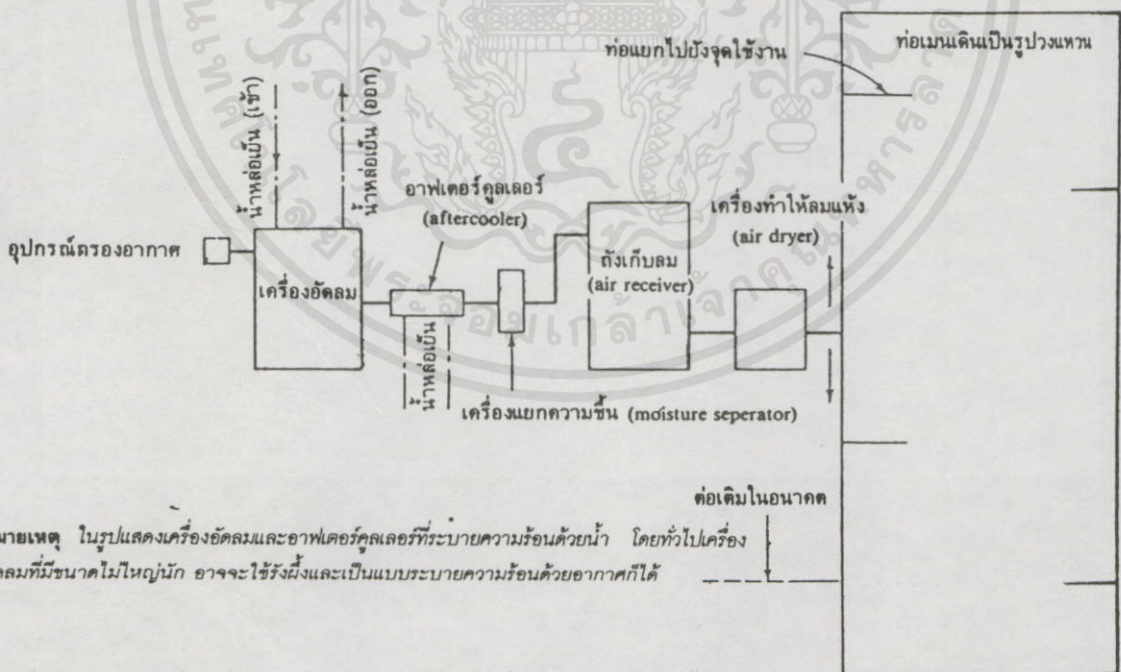 ท่อเมนเดินเป็นรูปวงแหวน
ท่อแยกไปยังจุดใช้งาน
น้ำหล่อเย็น (เข้า)
น้ำหล่อเย็น (ออก)
อาฟเตอร์คูลเลอร์
(aftercooler)
เครื่องทำให้ลมแห้ง
(air dryer)
อุปกรณ์กรองอากาศ
เครื่องอัดลม
ถังเก็บลม
(air receiver)
น้ำหล่อเย็น
เครื่องแยกความชื้น (moisture seperator)
ต่อเติมในอนาคต
มายเหตุ ในรูปแสดงเครื่องอัดลมและอาฟเตอร์คูลเลอร์ที่ระบายความร้อนด้วยน้ำ โดยทั่วไปเครื่อง
ลมที่มีขนาดไม่ใหญ่นัก อาจจะใช้รังผึ้งและเป็นแบบระบายความร้อนด้วยอากาศก็ได้